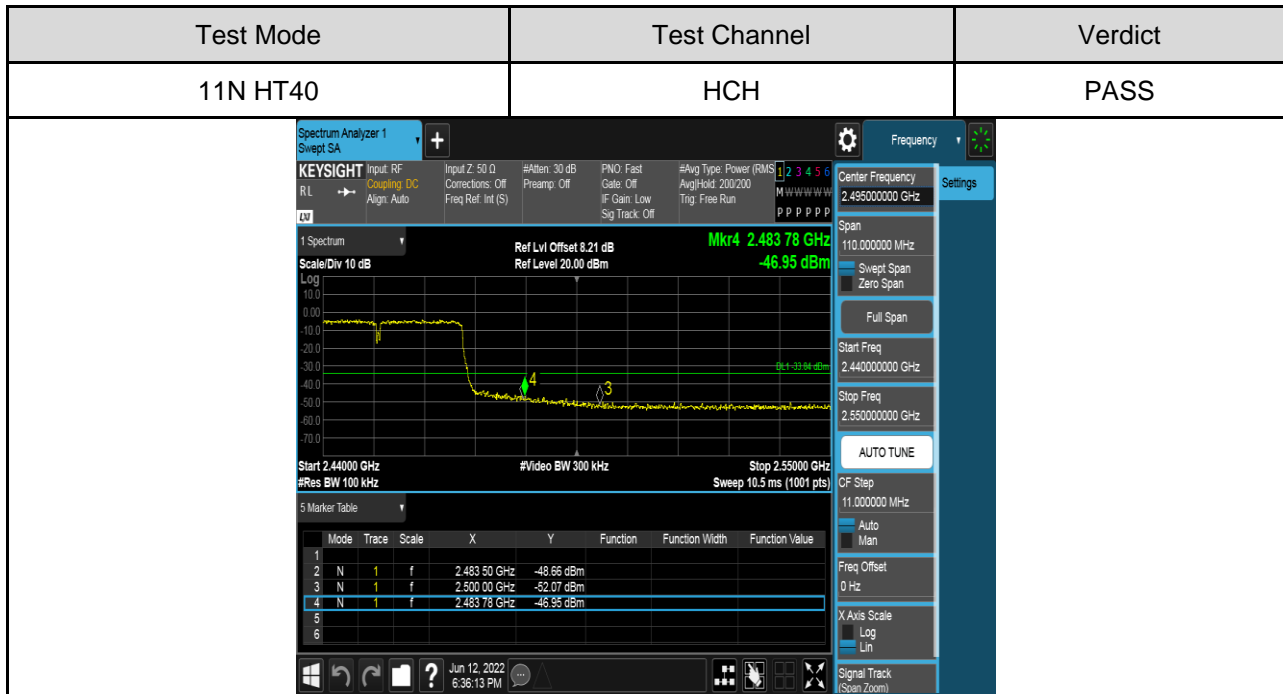 Test Mode Test Channel Verdict
11N HT40 HCH PASS
Spectrum Analyzer 1
Swept SA
+
Frequency
KEYSIGHT Input: RF Input Z: 50 Ω #Atten: 30 dB PNO: Fast #Avg Type: Power (RMS 1 2 3 4 5 6
RL Coupling: DC Corrections: Off Preamp: Off Gate: Off Avg|Hold: 200/200 M W W W W W
Align: Auto Freq Ref: Int (S) IF Gain: Low Trig: Free Run
LXI Sig Track: Off P P P P P P
Center Frequency
2.495000000 GHz
Settings
1 Spectrum Ref Lvl Offset 8.21 dB Mkr4 2.483 78 GHz
Scale/Div 10 dB Ref Level 20.00 dBm -46.95 dBm
Log
10.0
0.00
-10.0
-20.0
-30.0
-40.0
-50.0
-60.0
-70.0
DL1 -33.64 dBm
4
3
Start 2.44000 GHz #Video BW 300 kHz Stop 2.55000 GHz
#Res BW 100 kHz Sweep 10.5 ms (1001 pts)
Span
110.000000 MHz
Swept Span
Zero Span
Full Span
Start Freq
2.440000000 GHz
Stop Freq
2.550000000 GHz
AUTO TUNE
CF Step
11.000000 MHz
Auto
Man
Freq Offset
0 Hz
X Axis Scale
Log
Lin
Signal Track
(Span Zoom)
5 Marker Table
Mode Trace Scale X Y Function Function Width Function Value
1
2 N 1 f 2.483 50 GHz -48.66 dBm
3 N 1 f 2.500 00 GHz -52.07 dBm
4 N 1 f 2.483 78 GHz -46.95 dBm
5
6
? Jun 12, 2022
6:36:13 PM